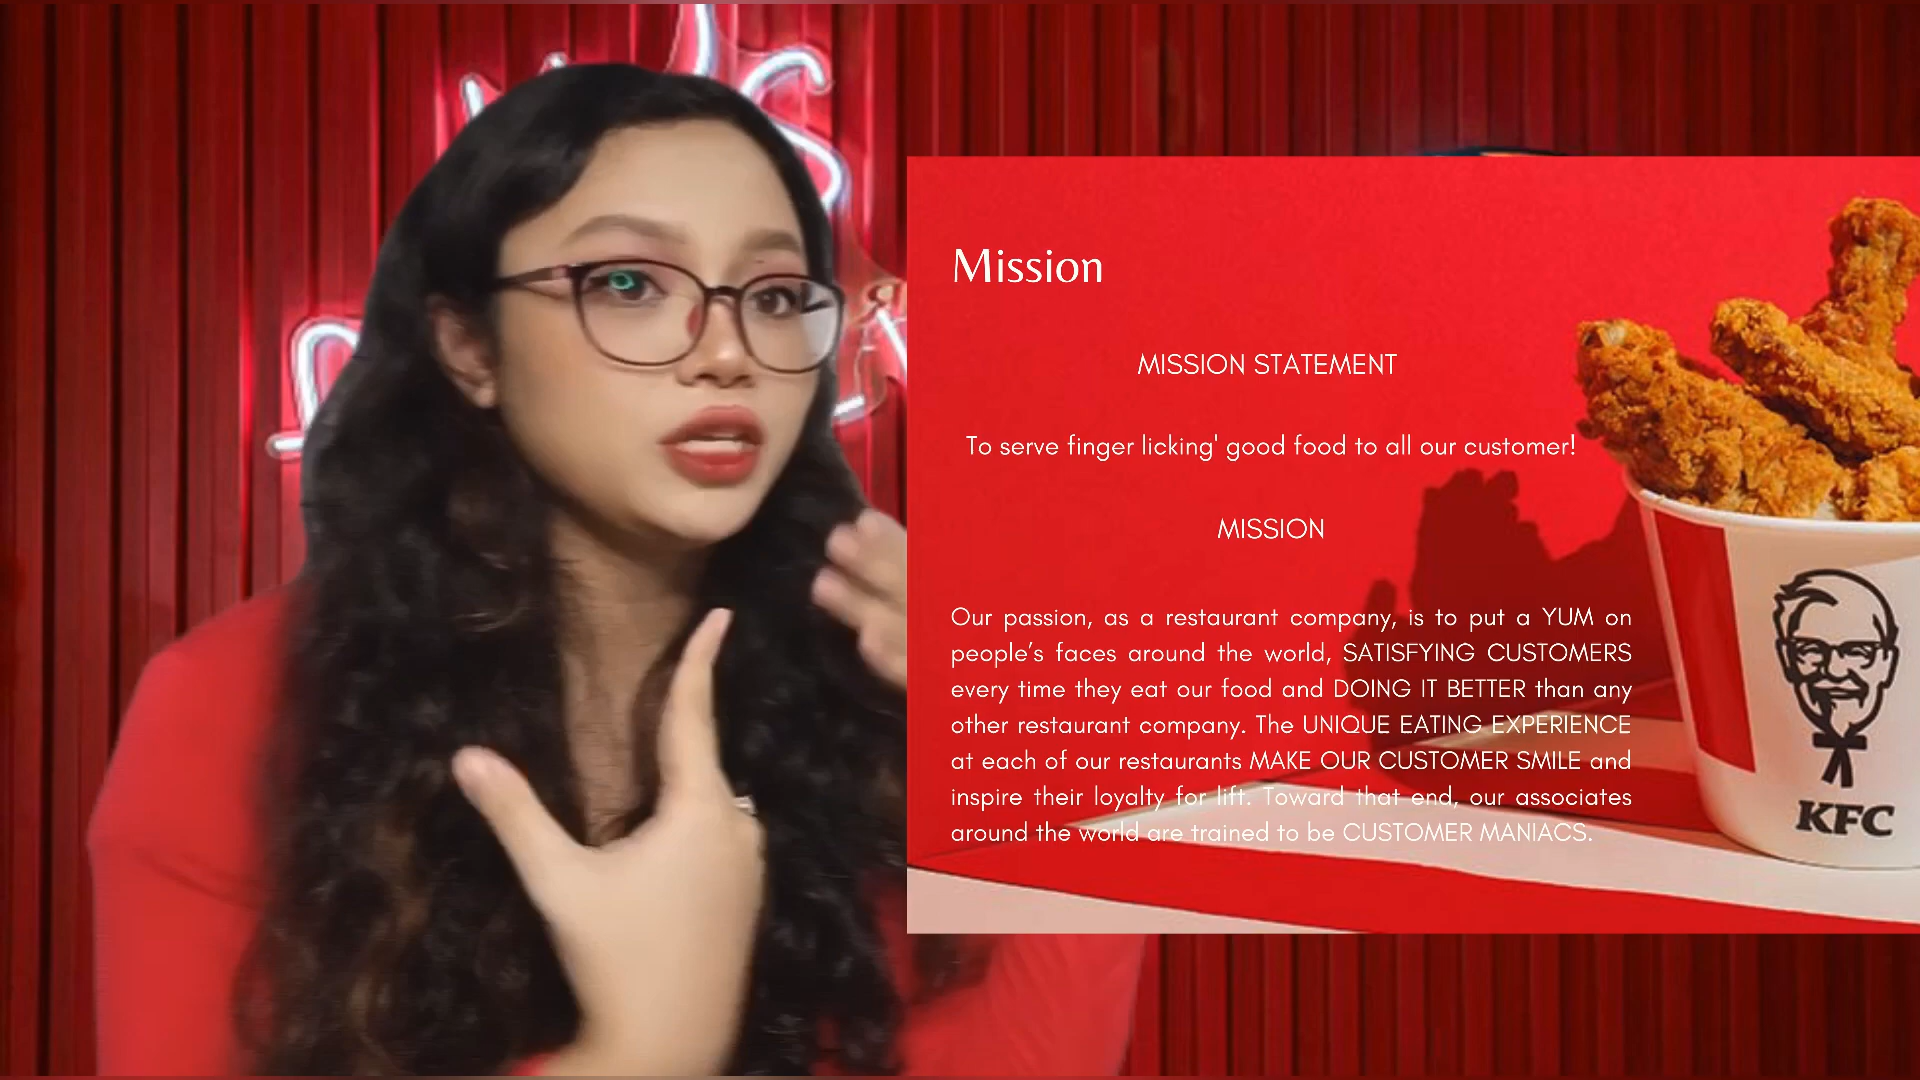 Mission
MISSION STATEMENT
To serve finger licking' good food to all our customer!
MISSION
Our passion, as a restaurant company, is to put a YUM on
people's faces around the world, SATISFYING CUSTOMERS
every time they eat our food and DOING IT BETTER than any
other restaurant company. The UNIQUE EATING EXPERIENCE
at each of our restaurants MAKE OUR CUSTOMER SMILE and
inspire their loyalty for lift. Toward that end, our associates
around the world are trained to be CUSTOMER MANIACS.
KFC